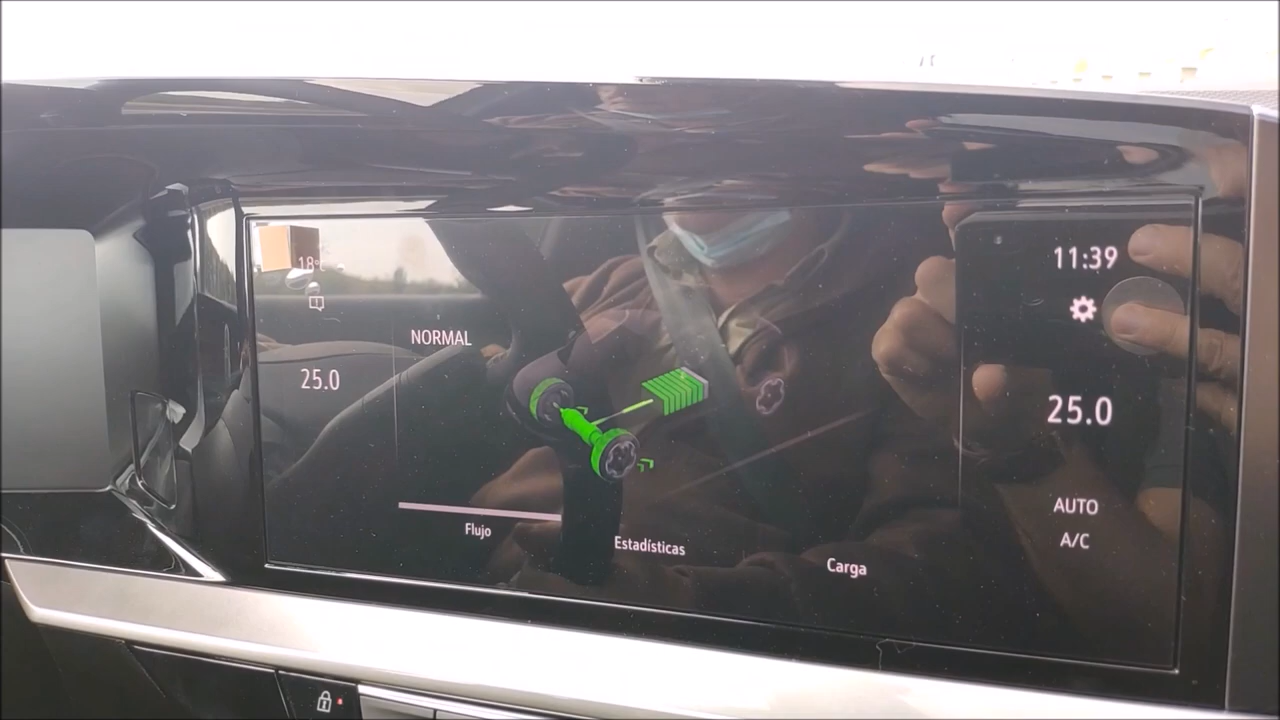 18°
NORMAL
25.0
Flujo
Estadísticas
Carga
11:39
25.0
AUTO
A/C